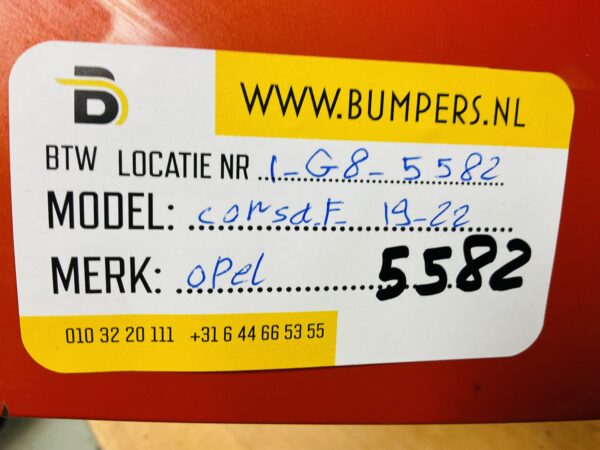 B
WWW.BUMPERS.NL
BTW LOCATIE NR 1-G8-5582
MODEL: corsa F 19-22
MERK: opel 5582
010 32 20 111 +31 6 44 66 53 55